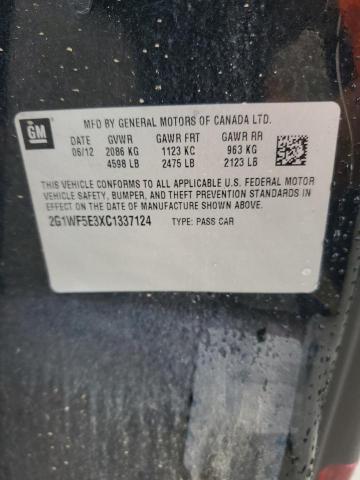 GM
MFD BY GENERAL MOTORS OF CANADA LTD.
DATE GVWR GAWR FRT GAWR RR
06/12 2086 KG 1123 KG 963 KG
4598 LB 2475 LB 2123 LB
THIS VEHICLE CONFORMS TO ALL APPLICABLE U.S. FEDERAL MOTOR
VEHICLE SAFETY, BUMPER, AND THEFT PREVENTION STANDARDS IN
EFFECT ON THE DATE OF MANUFACTURE SHOWN ABOVE.
2G1WF5E3XC1337124 TYPE: PASS CAR